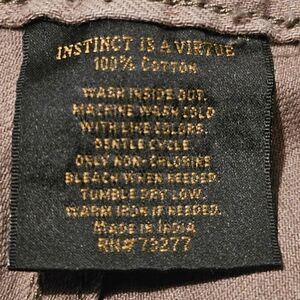 INSTINCT IS A VIRTUE
100% COTTON
WASH INSIDE OUT.
MACHINE WASH COLD
WITH LIKE COLORS.
GENTLE CYCLE.
ONLY NON-CHLORINE
BLEACH WHEN NEEDED.
TUMBLE DRY LOW.
WARM IRON IF NEEDED.
MADE IN INDIA
RN# 79277